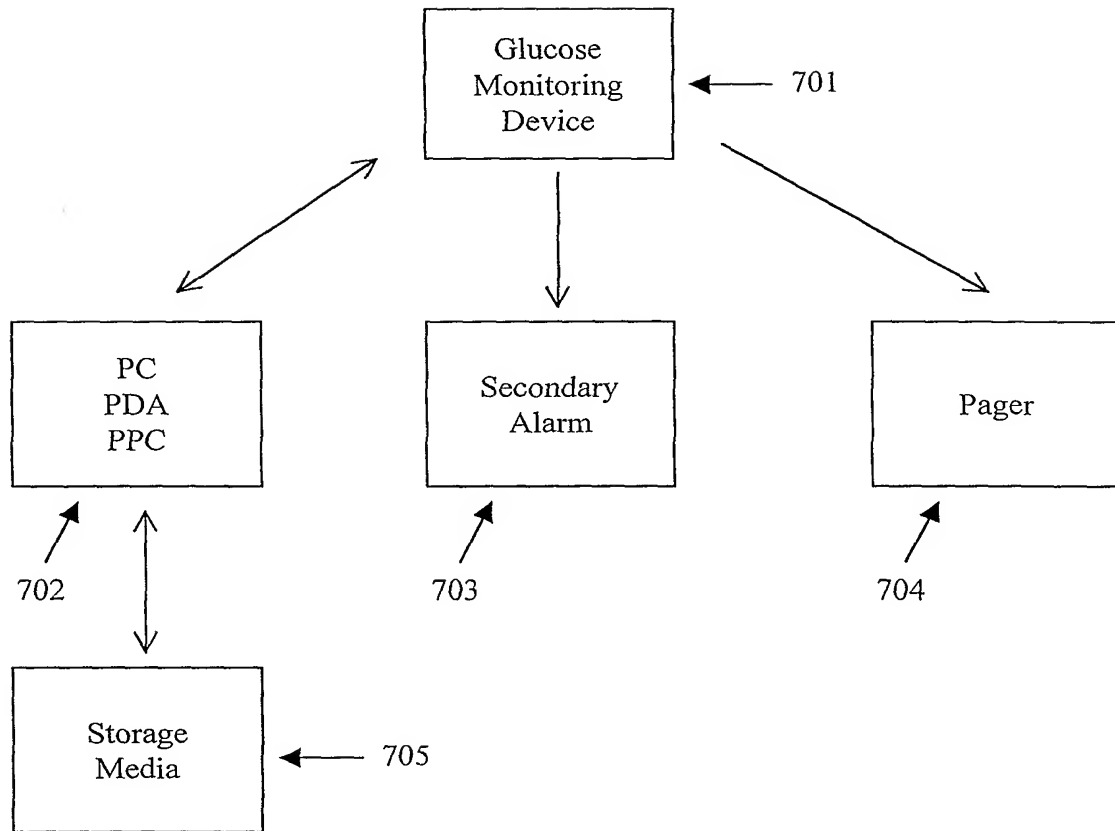 Glucose
Monitoring
Device
701
PC
PDA
PPC
Secondary
Alarm
Pager
702
703
704
Storage
Media
705